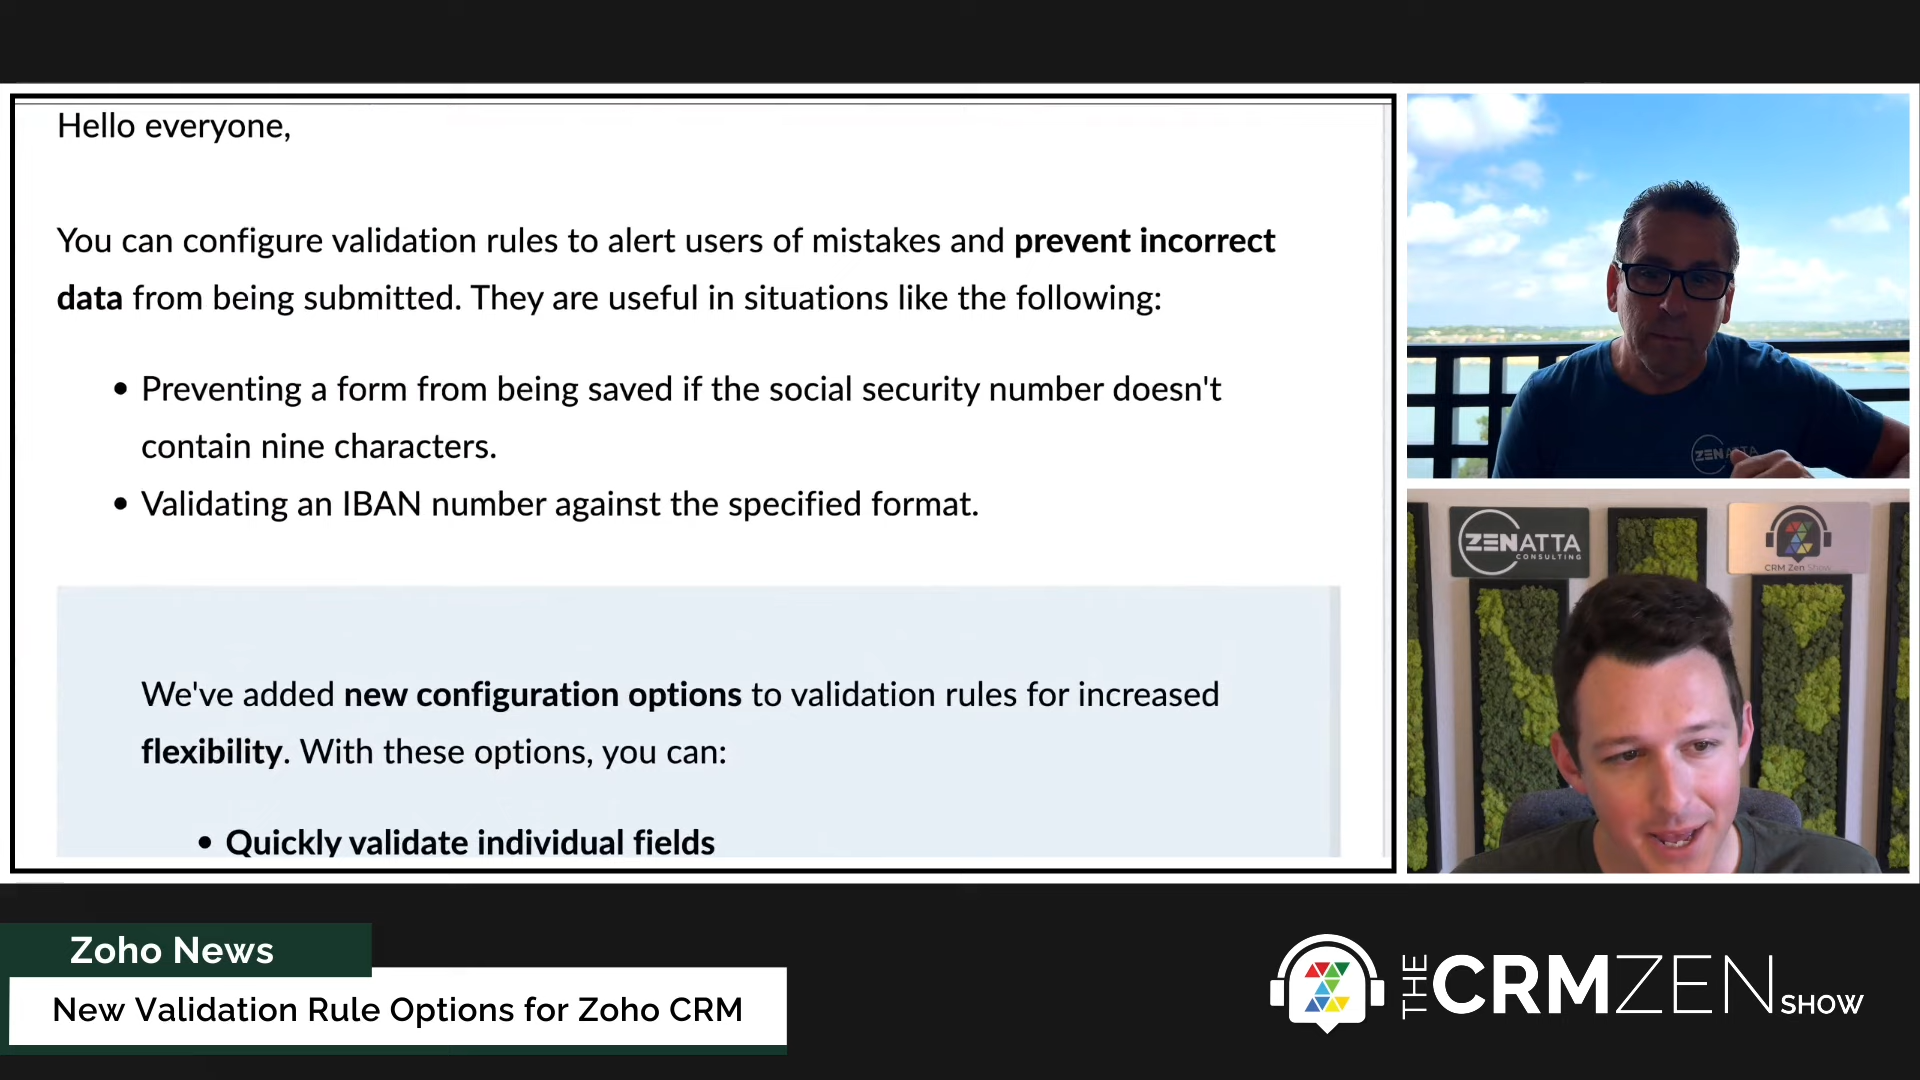 Hello everyone,
You can configure validation rules to alert users of mistakes and prevent incorrect
data from being submitted. They are useful in situations like the following:
• Preventing a form from being saved if the social security number doesn't
contain nine characters.
• Validating an IBAN number against the specified format.
We've added new configuration options to validation rules for increased
flexibility. With these options, you can:
• Quickly validate individual fields
ZENATTA
ZENATTA
CONSULTING
CRM Zen Show
Zoho News
New Validation Rule Options for Zoho CRM
THE CRMZEN SHOW